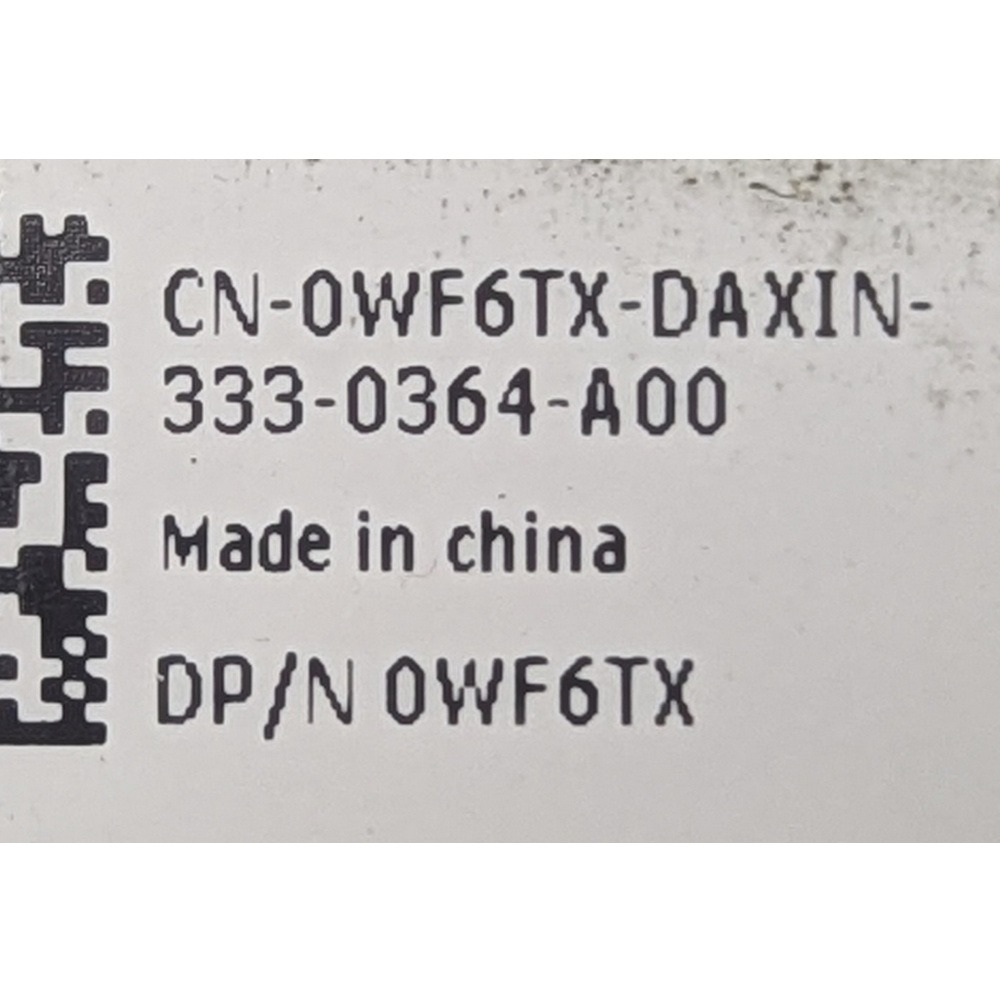 CN-0WF6TX-DAXIN-
333-0364-A00
Made in china
DP/N 0WF6TX